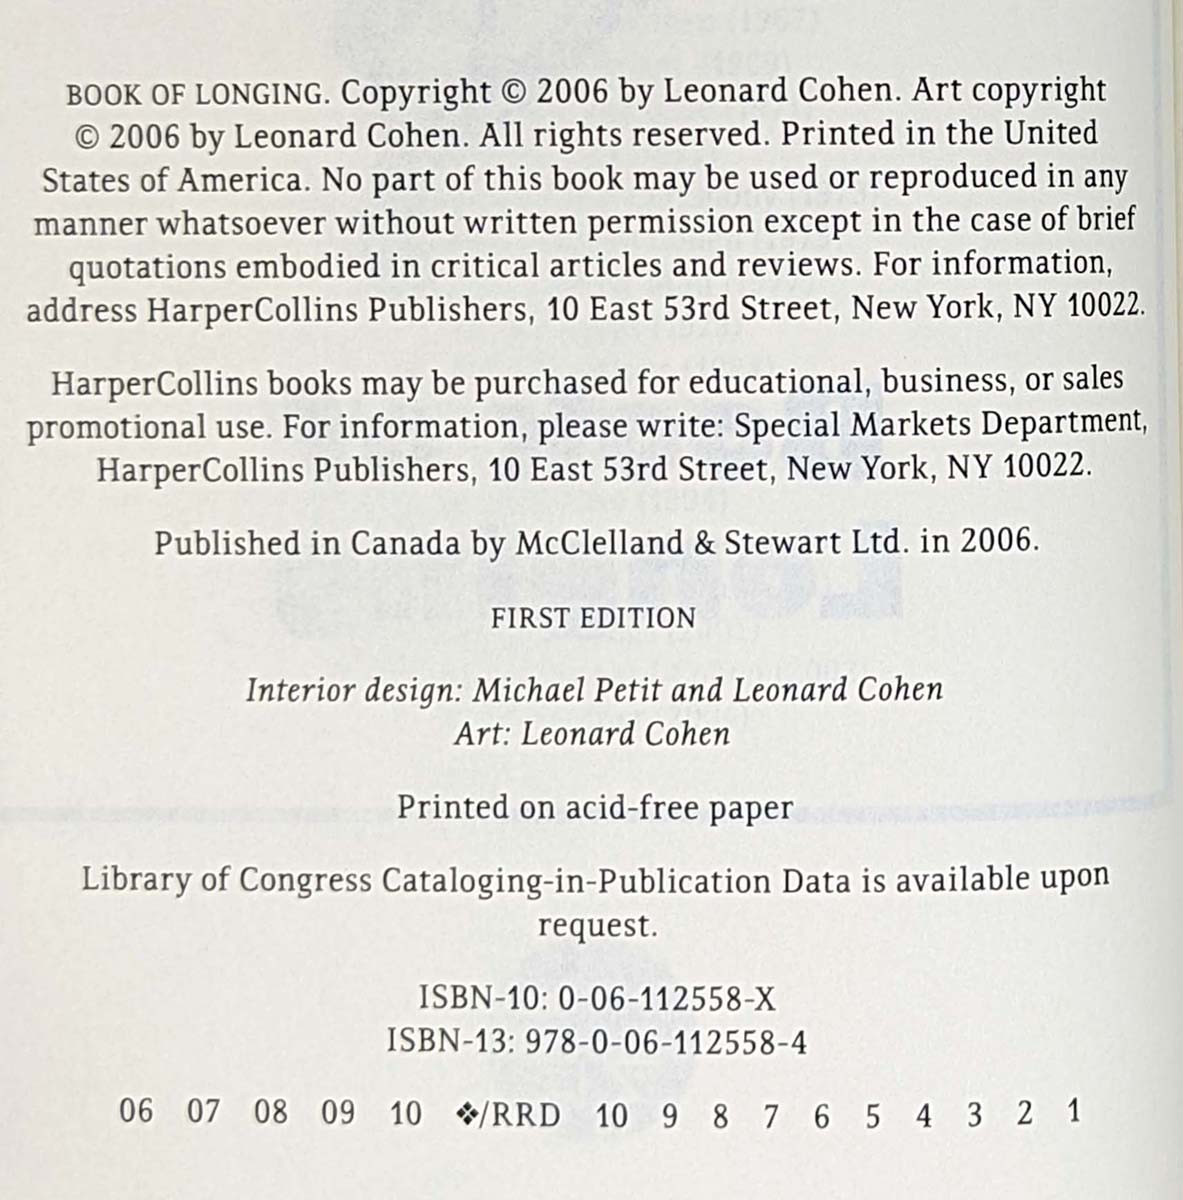 BOOK OF LONGING. Copyright © 2006 by Leonard Cohen. Art copyright
© 2006 by Leonard Cohen. All rights reserved. Printed in the United
States of America. No part of this book may be used or reproduced in any
manner whatsoever without written permission except in the case of brief
quotations embodied in critical articles and reviews. For information,
address HarperCollins Publishers, 10 East 53rd Street, New York, NY 10022.
HarperCollins books may be purchased for educational, business, or sales
promotional use. For information, please write: Special Markets Department,
HarperCollins Publishers, 10 East 53rd Street, New York, NY 10022.
Published in Canada by McClelland & Stewart Ltd. in 2006.
FIRST EDITION
Interior design: Michael Petit and Leonard Cohen
Art: Leonard Cohen
Printed on acid-free paper
Library of Congress Cataloging-in-Publication Data is available upon
request.
ISBN-10: 0-06-112558-X
ISBN-13: 978-0-06-112558-4
06 07 08 09 10 ❖/RRD 10 9 8 7 6 5 4 3 2 1